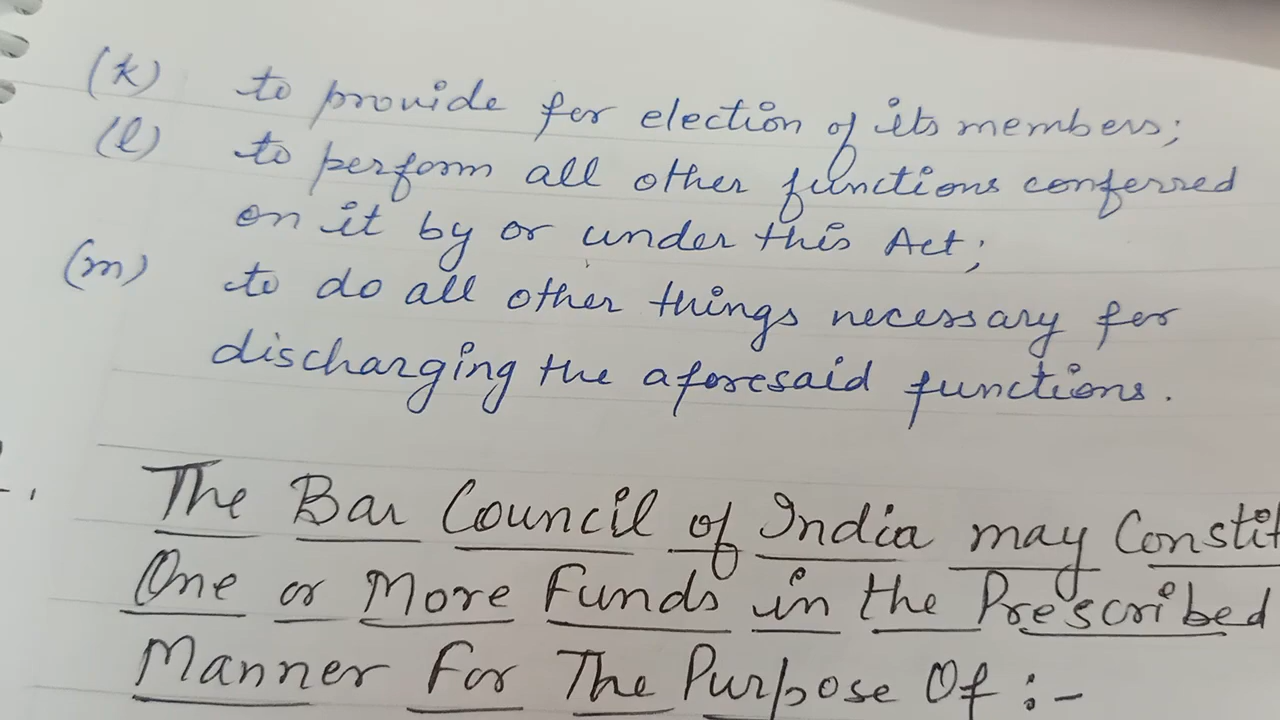 (k) to provide for election of its members;
(l) to perform all other functions conferred
on it by or under this Act;
(m) to do all other things necessary for
discharging the aforesaid functions.
The Bar Council of India may Constit
One or More Funds in the Prescribed
Manner For The Purpose Of :-